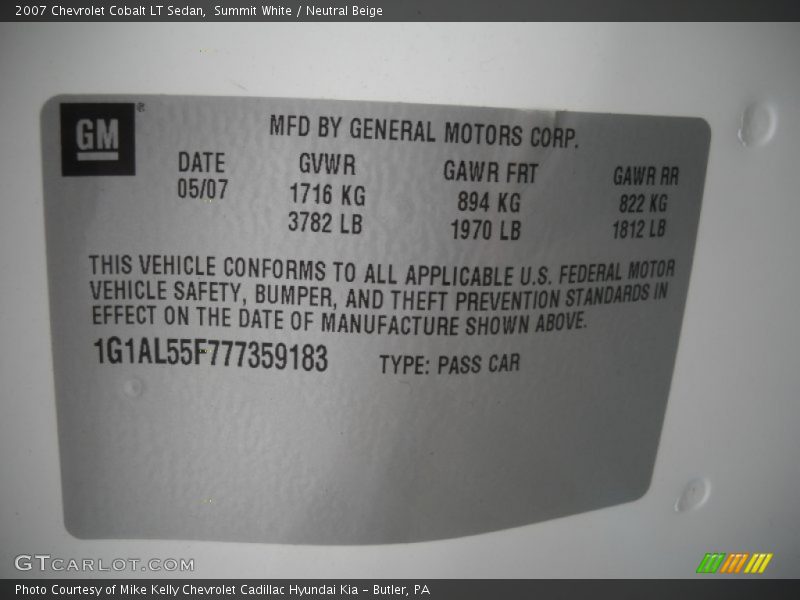 2007 Chevrolet Cobalt LT Sedan,  Summit White / Neutral Beige
GM®
MFD BY GENERAL MOTORS CORP.
DATE GVWR GAWR FRT GAWR RR
05/07 1716 KG 894 KG 822 KG
3782 LB 1970 LB 1812 LB
THIS VEHICLE CONFORMS TO ALL APPLICABLE U.S. FEDERAL MOTOR
VEHICLE SAFETY, BUMPER, AND THEFT PREVENTION STANDARDS IN
EFFECT ON THE DATE OF MANUFACTURE SHOWN ABOVE.
1G1AL55F777359183 TYPE: PASS CAR
GTCARLOT.COM
Photo Courtesy of Mike Kelly Chevrolet Cadillac Hyundai Kia - Butler, PA